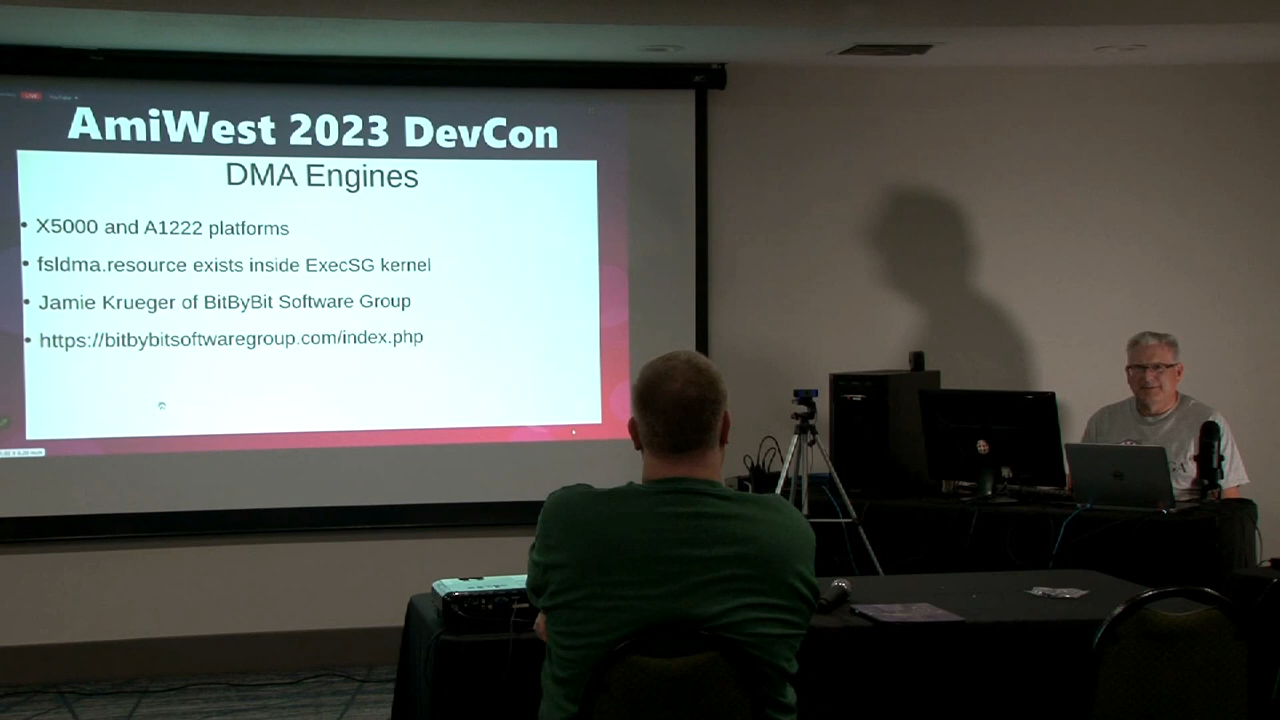 LIVE
AmiWest 2023 DevCon
DMA Engines
• X5000 and A1222 platforms
• fsldma.resource exists inside ExecSG kernel
• Jamie Krueger of BitByBit Software Group
• https://bitbybitsoftwaregroup.com/index.php